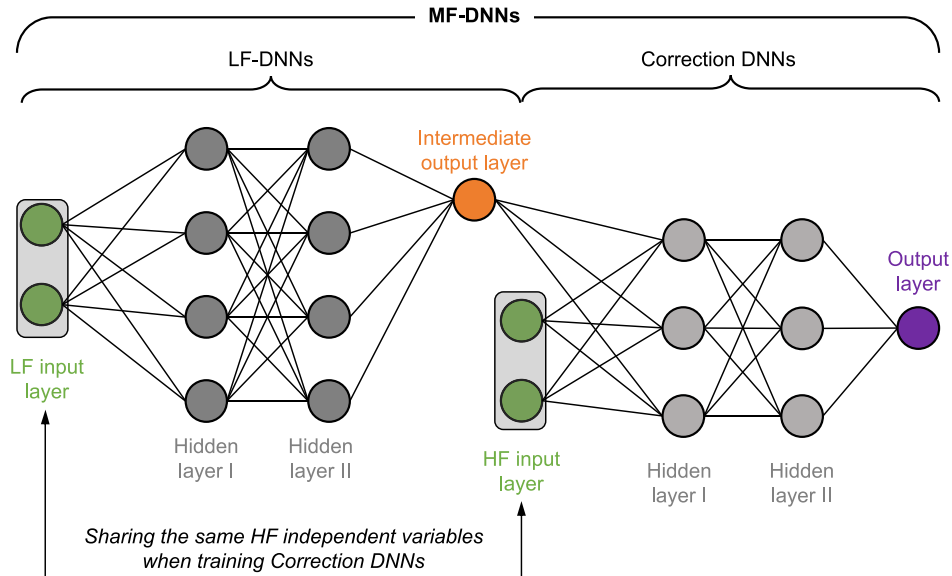 MF-DNNs
LF-DNNs
Correction DNNs
Intermediate
output layer
Output
layer
LF input
layer
Hidden
layer I
Hidden
layer II
HF input
layer
Hidden
layer I
Hidden
layer II
Sharing the same HF independent variables
when training Correction DNNs